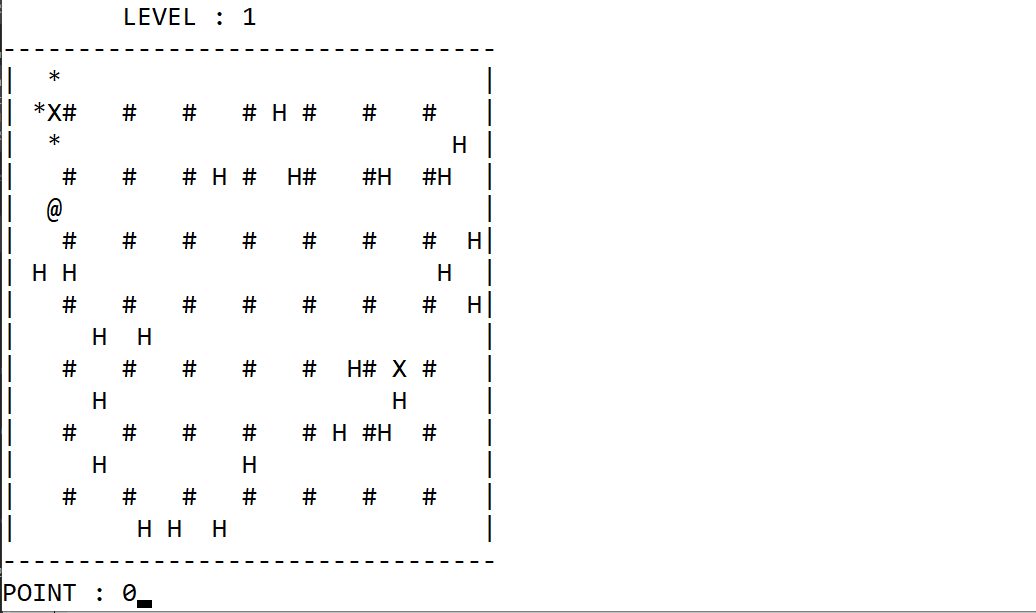 LEVEL : 1
---------------------------------
|  *                            |
| *X#   #   #   # H #   #   #   |
|  *                          H |
|   #   #   # H #  H#   #H  #H  |
|  @                            |
|   #   #   #   #   #   #   #  H|
| H H                        H  |
|   #   #   #   #   #   #   #  H|
|     H  H                      |
|   #   #   #   #   #  H# X #   |
|     H                   H     |
|   #   #   #   #   # H #H  #   |
|     H         H               |
|   #   #   #   #   #   #   #   |
|        H H  H                 |
---------------------------------
POINT : 0